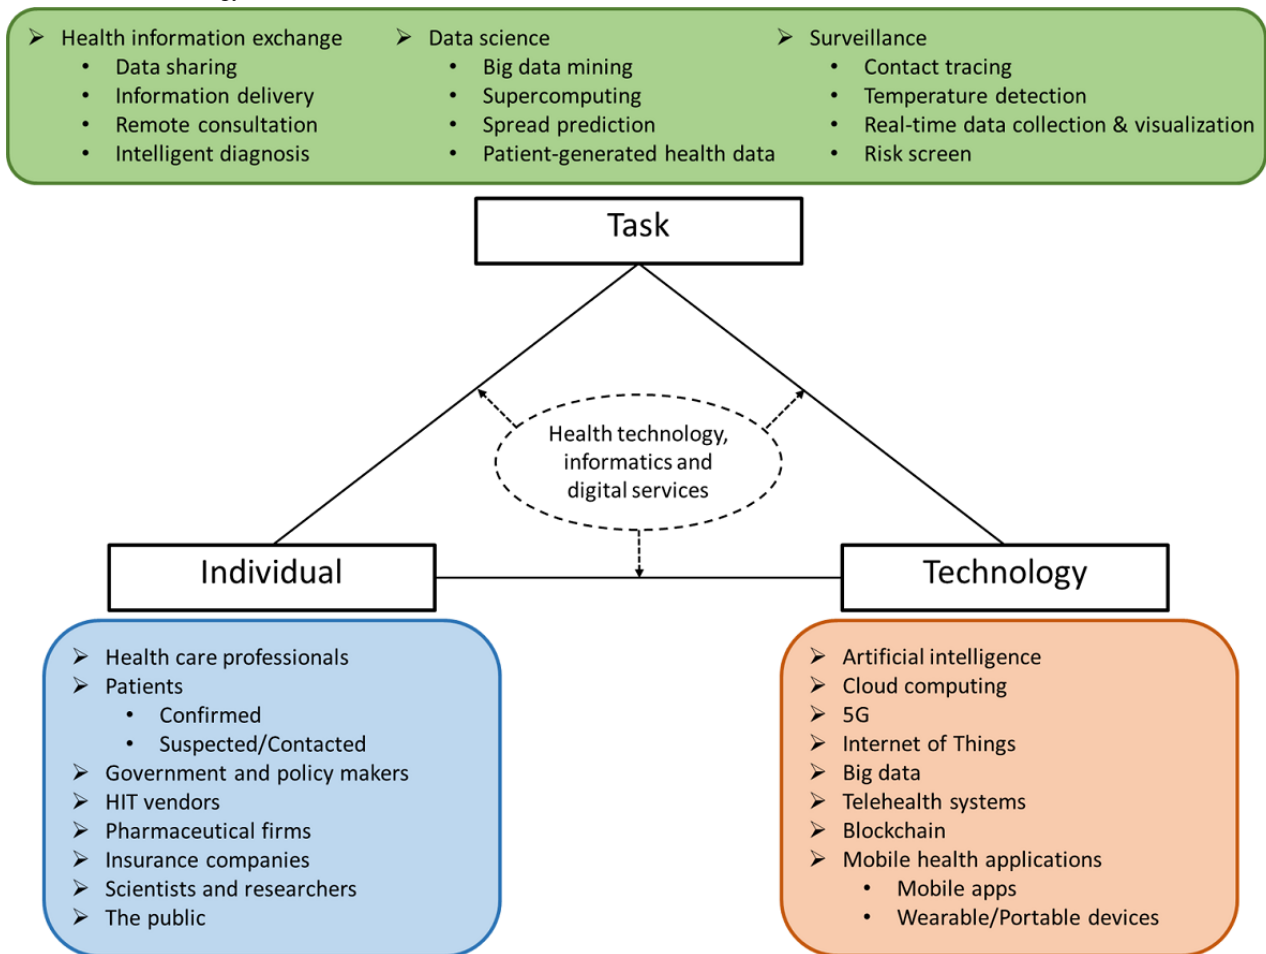 Health information exchange
Data sharing
Information delivery
Remote consultation
Intelligent diagnosis
Data science
Big data mining
Supercomputing
Spread prediction
Patient-generated health data
Surveillance
Contact tracing
Temperature detection
Real-time data collection & visualization
Risk screen
Task
Health technology,
informatics and
digital services
Individual
Technology
Health care professionals
Patients
Confirmed
Suspected/Contacted
Government and policy makers
HIT vendors
Pharmaceutical firms
Insurance companies
Scientists and researchers
The public
Artificial intelligence
Cloud computing
5G
Internet of Things
Big data
Telehealth systems
Blockchain
Mobile health applications
Mobile apps
Wearable/Portable devices